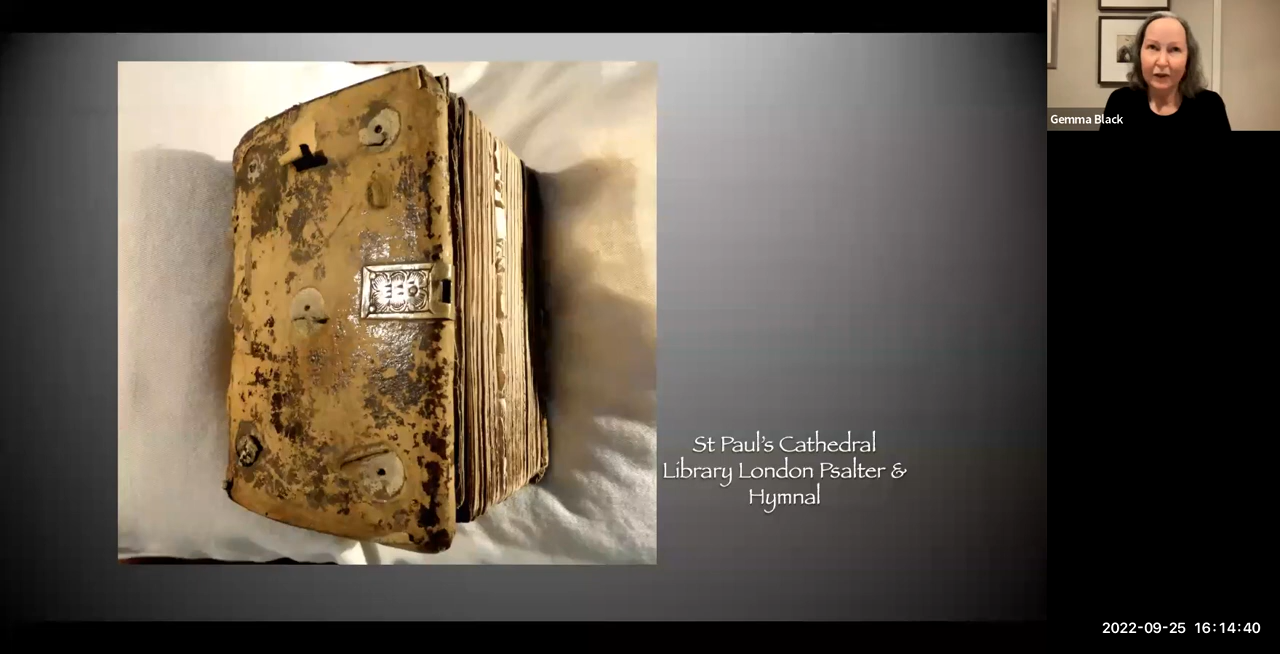 Gemma Black
St Paul's Cathedral
Library London Psalter &
Hymnal
2022-09-25 16:14:40